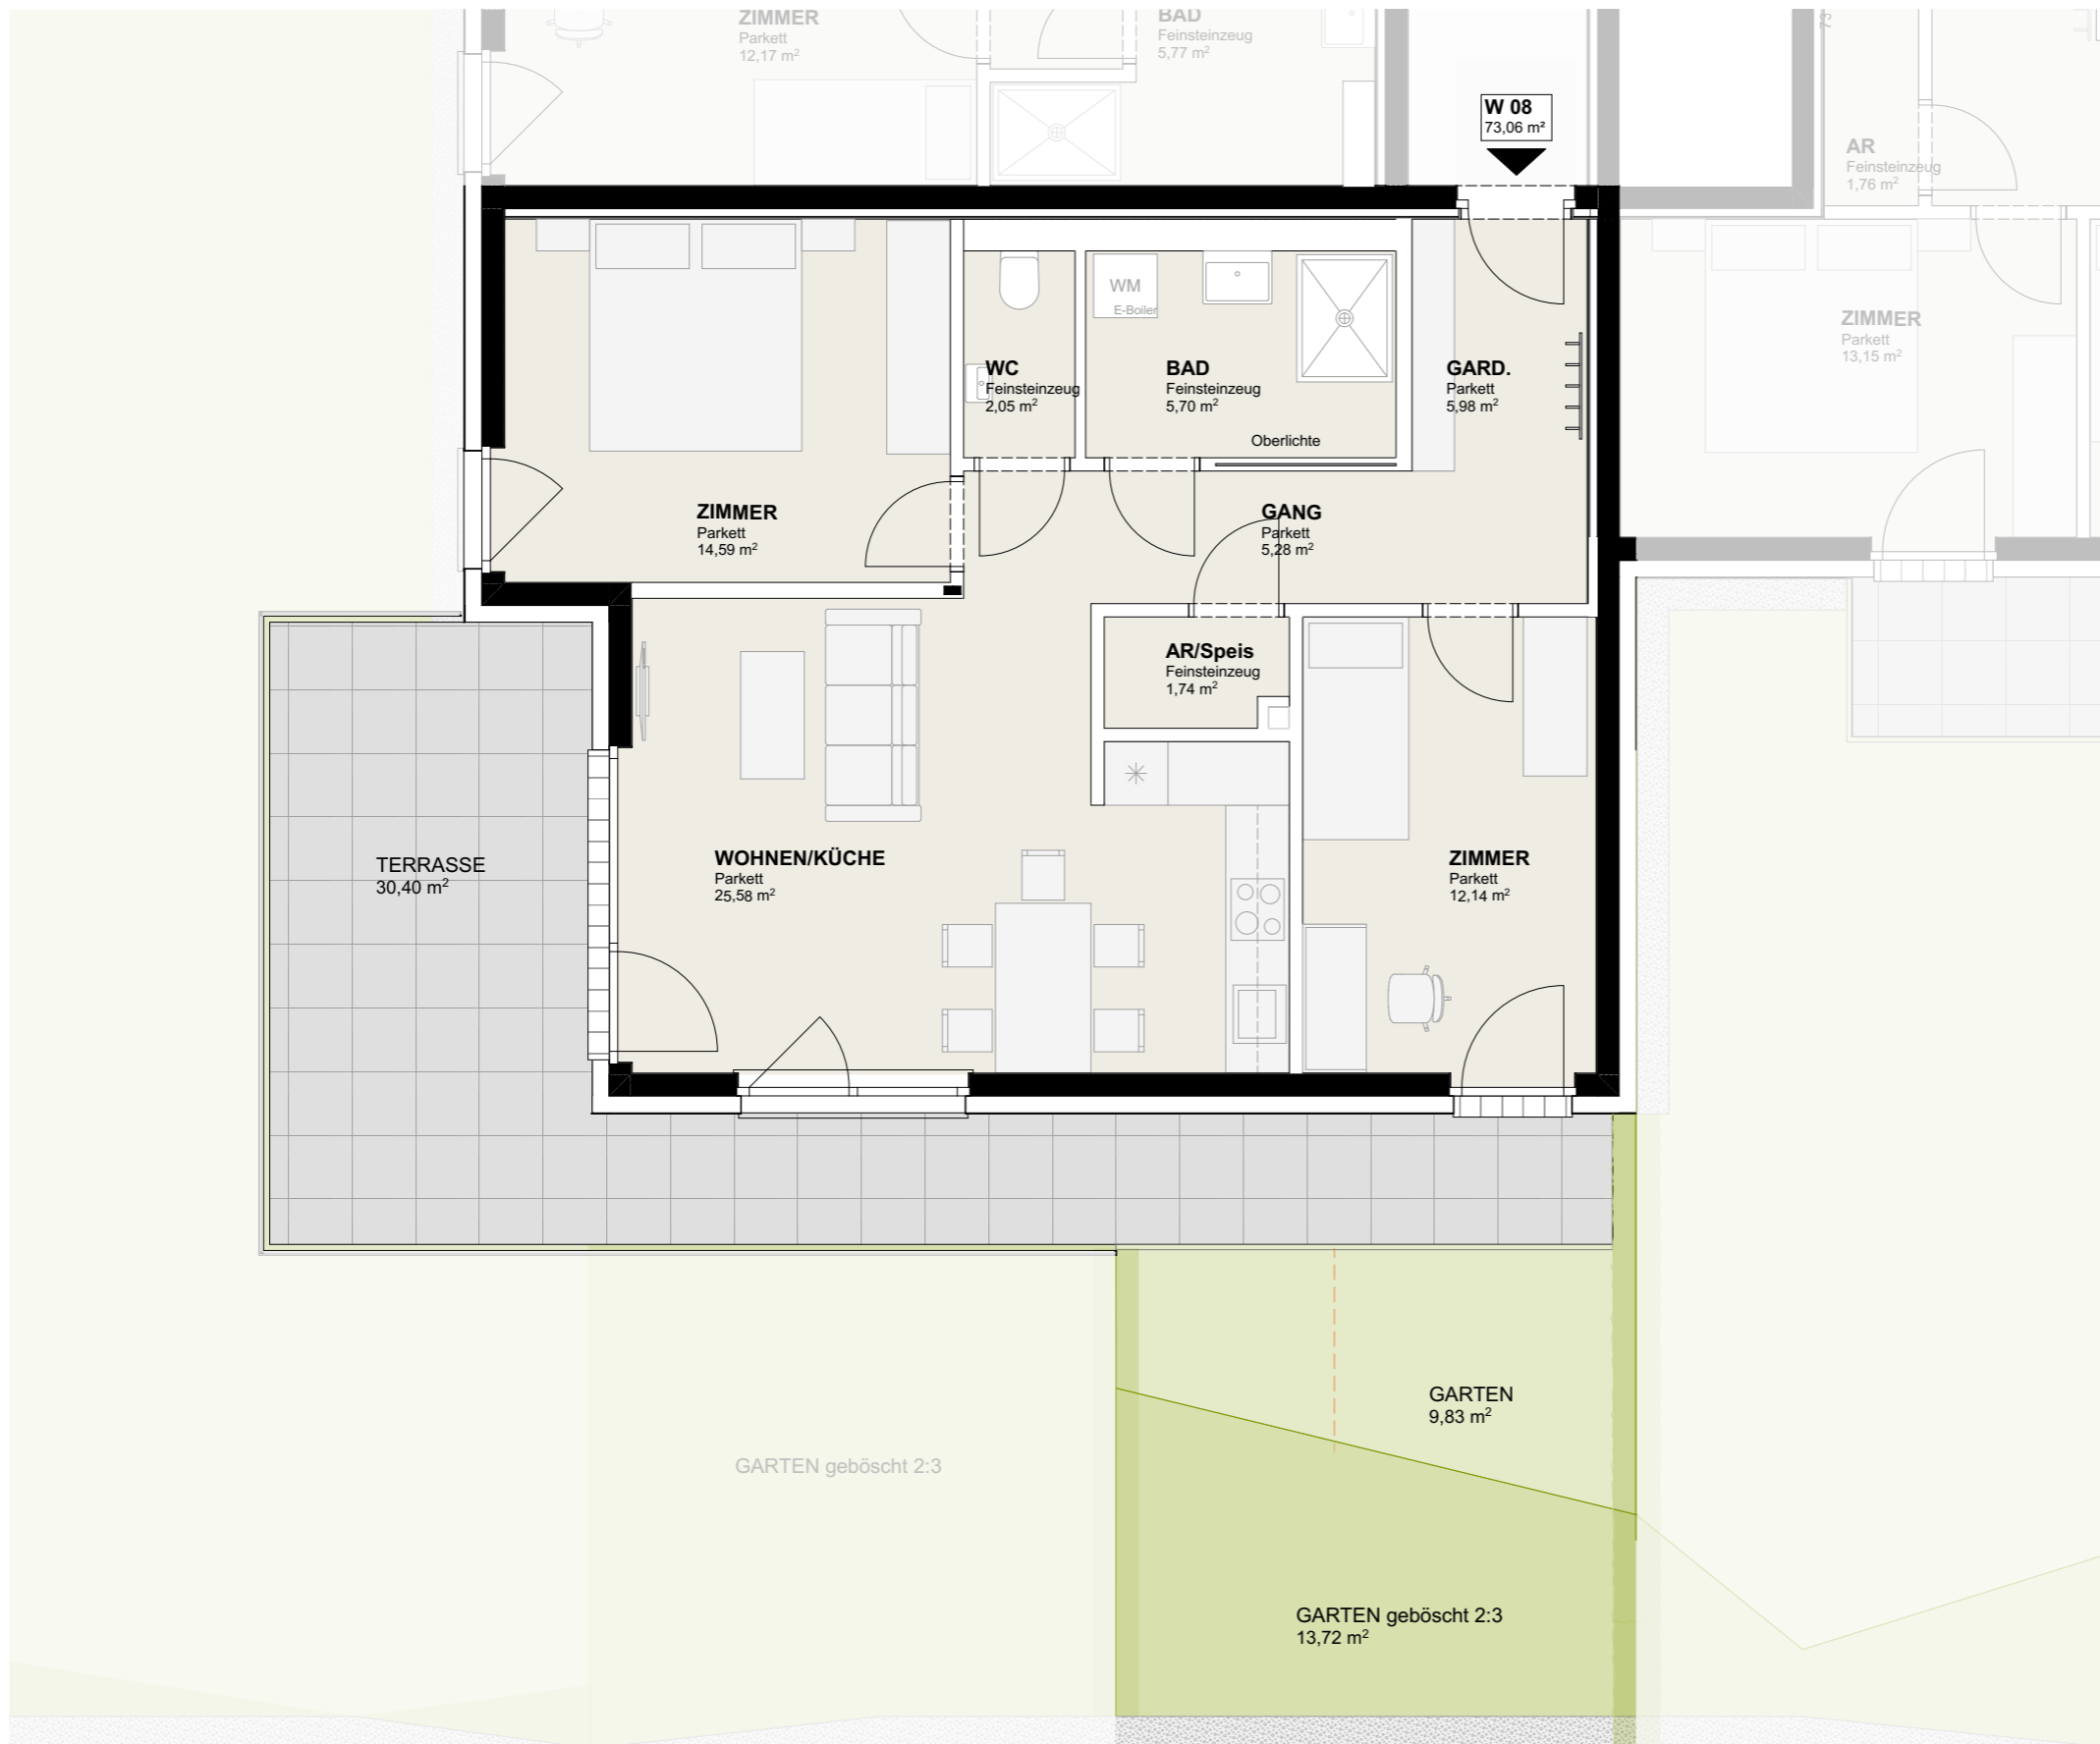 ZIMMER
Parkett
12,17 m²
BAD
Feinsteinzeug
5,77 m²
73
W 08
73,06 m²
AR
Feinsteinzeug
1,76 m²
ZIMMER
Parkett
13,15 m²
WM
E-Boiler
WC
Feinsteinzeug
2,05 m²
BAD
Feinsteinzeug
5,70 m²
Oberlichte
GARD.
Parkett
5,98 m²
ZIMMER
Parkett
14,59 m²
GANG
Parkett
5,28 m²
AR/Speis
Feinsteinzeug
1,74 m²
TERRASSE
30,40 m²
WOHNEN/KÜCHE
Parkett
25,58 m²
ZIMMER
Parkett
12,14 m²
GARTEN
9,83 m²
GARTEN geböscht 2:3
GARTEN geböscht 2:3
13,72 m²